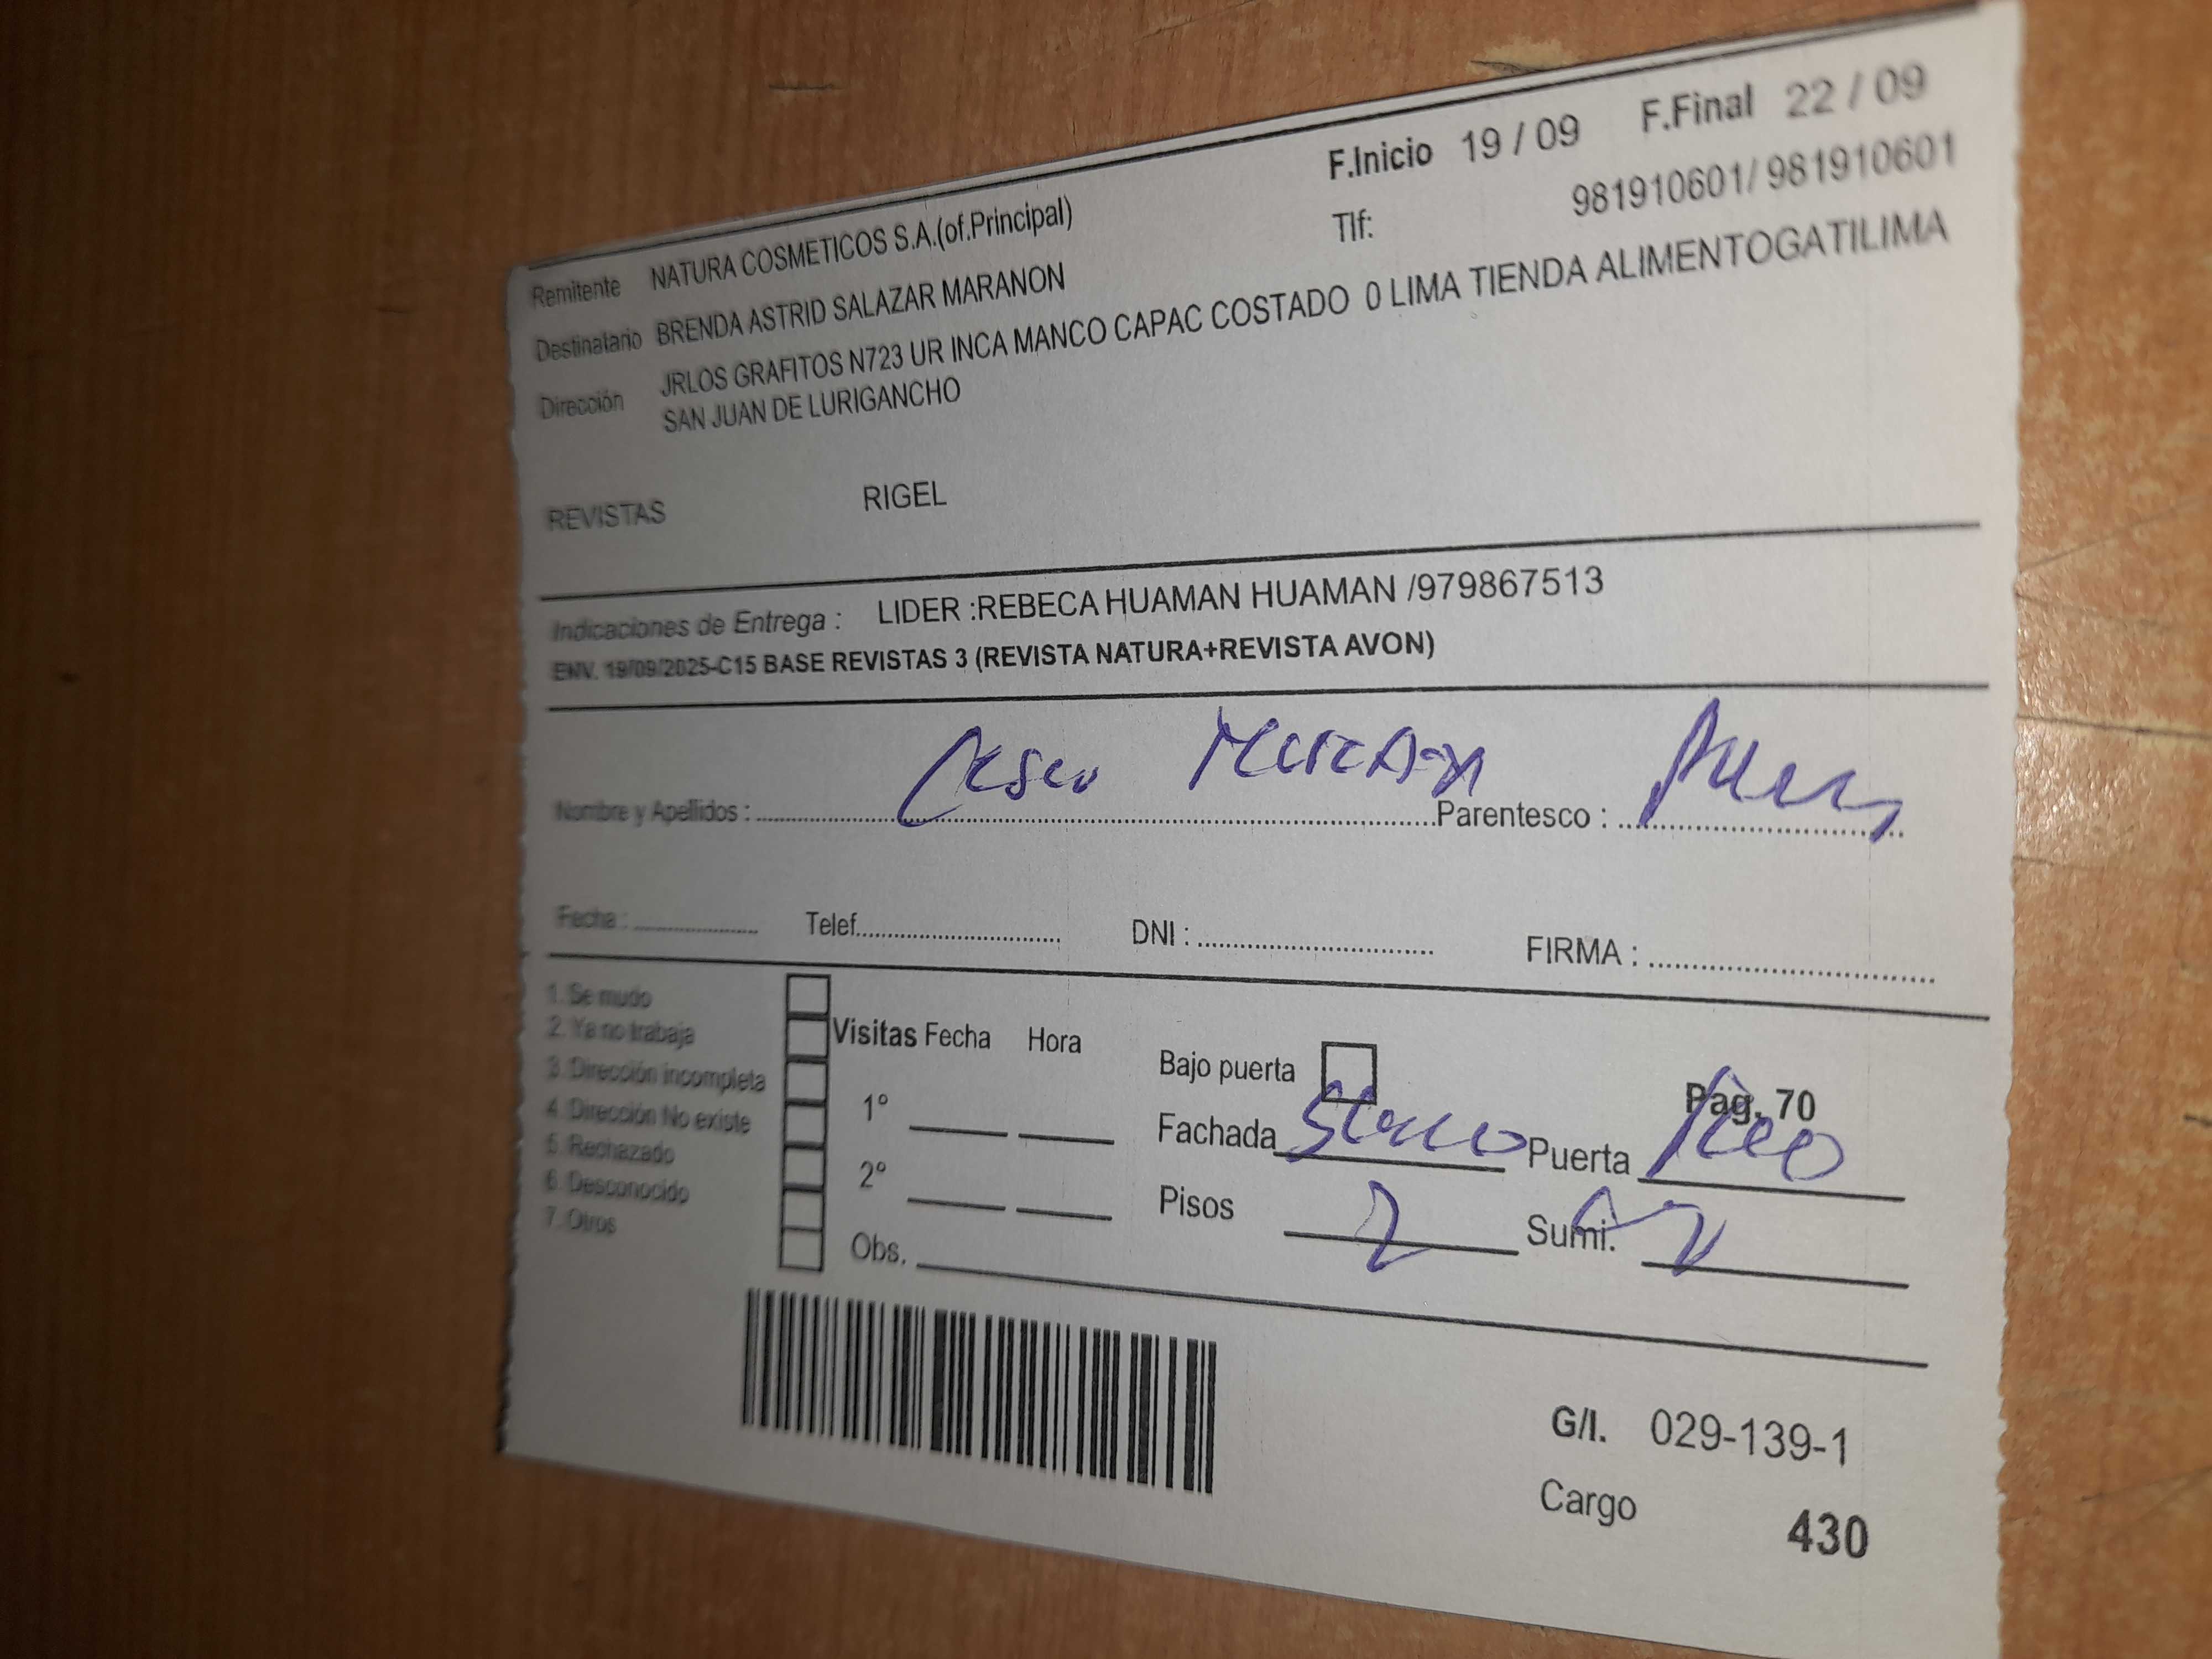 F.Inicio 19 / 09 F.Final 22 / 09
Remitente NATURA COSMETICOS S.A.(of.Principal)
Tlf: 981910601/ 981910601
Destinatario BRENDA ASTRID SALAZAR MARANON
Dirección JRLOS GRAFITOS N723 UR INCA MANCO CAPAC COSTADO 0 LIMA TIENDA ALIMENTOGATILIMA
SAN JUAN DE LURIGANCHO
REVISTAS RIGEL
Indicaciones de Entrega : LIDER :REBECA HUAMAN HUAMAN /979867513
ENV. 19/09/2025-C15 BASE REVISTAS 3 (REVISTA NATURA+REVISTA AVON)
Nombre y Apellidos : Parentesco :
Fecha : Telef. DNI : FIRMA :
1. Se mudo
2. Ya no trabaja
3. Dirección incompleta
4. Dirección No existe
5. Rechazado
6. Desconocido
7. Otros
Visitas Fecha Hora
1°
2°
Obs.
Bajo puerta
Pag. 70
Fachada Puerta
Pisos 2 Sumi.
G/I. 029-139-1
Cargo 430